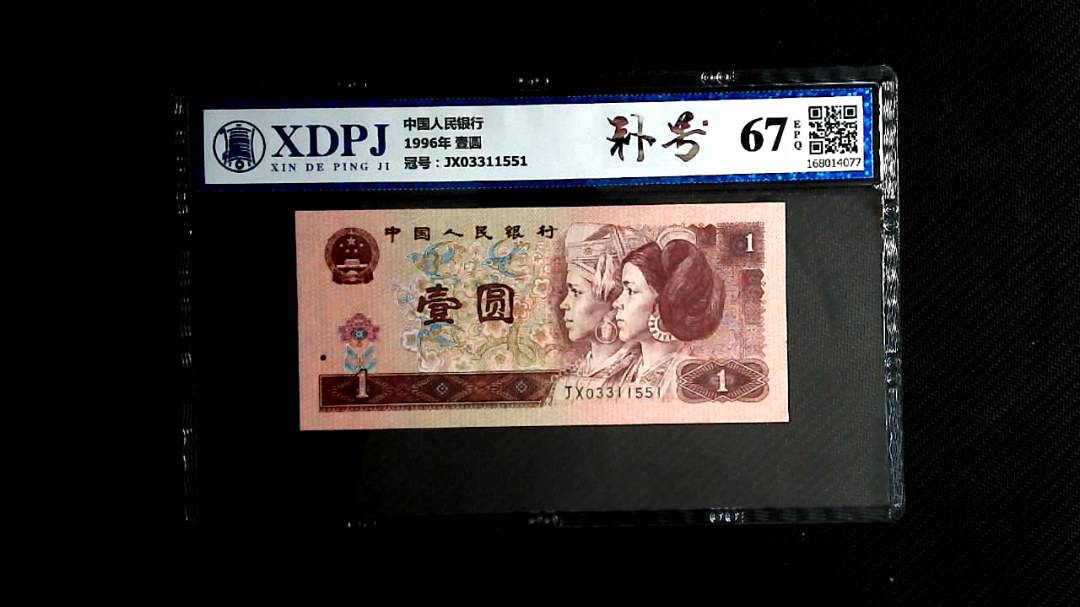 XDPJ
XIN DE PING JI
中国人民银行
1996年 壹圆
冠号：JX03311551
补号
67
EPQ
168014077
中国人民银行
1
壹圆
1
JX03311551
1